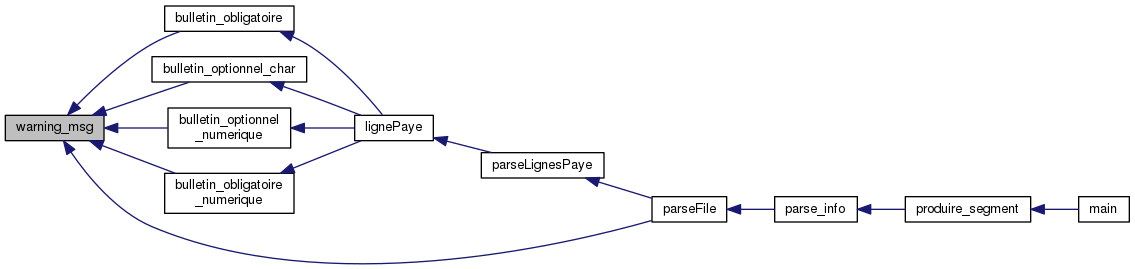 bulletin_obligatoire
bulletin_optionnel_char
warning_msg
bulletin_optionnel
_numerique
lignePaye
bulletin_obligatoire
_numerique
parseLignesPaye
parseFile
parse_info
produire_segment
main